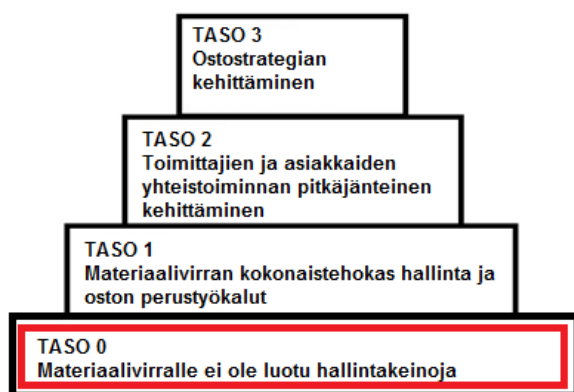 TASO 3
Ostostrategian
kehittäminen
TASO 2
Toimittajien ja asiakkaiden
yhteistoiminnan pitkäjänteinen
kehittäminen
TASO 1
Materiaalivirran kokonaistehokas hallinta ja
oston perustyökalut
TASO 0
Materiaalivirralle ei ole luotu hallintakeinoja